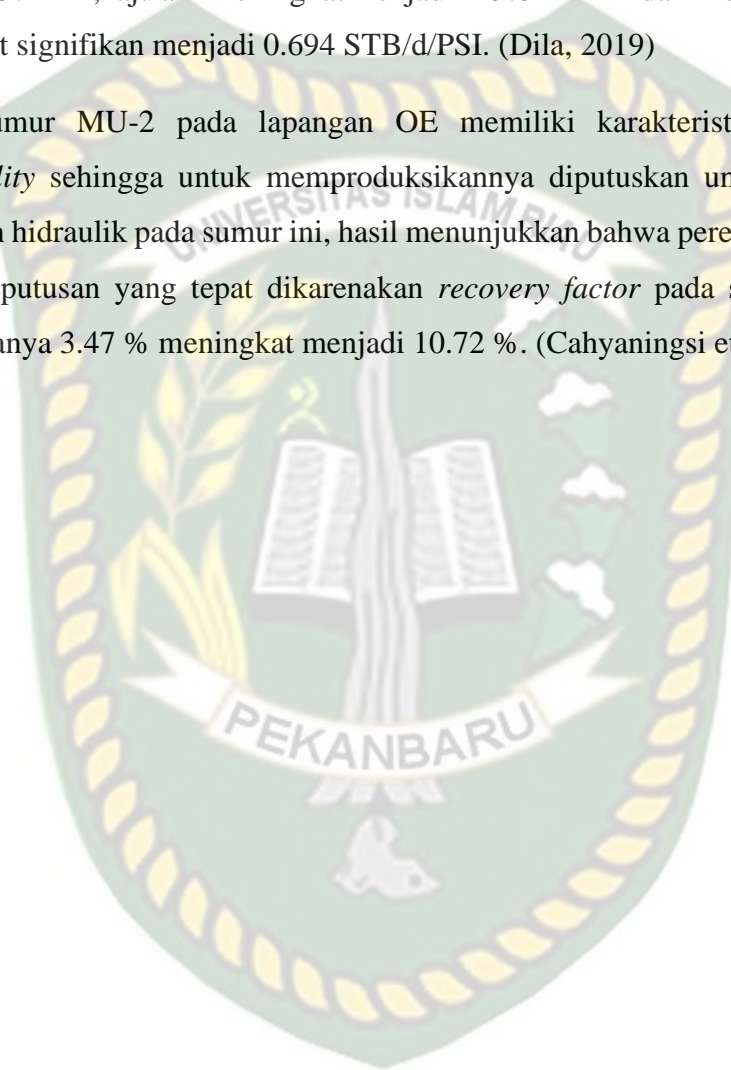 t signifikan menjadi 0.694 STB/d/PSI. (Dila, 2019)
umur MU-2 pada lapangan OE memiliki karakterist
lity sehingga untuk memproduksikannya diputuskan un
n hidraulik pada sumur ini, hasil menunjukkan bahwa pere
putusan yang tepat dikarenakan recovery factor pada s
anya 3.47 % meningkat menjadi 10.72 %. (Cahyaningsi et
UNIVERSITAS ISLAM RIAU
PEKANBARU